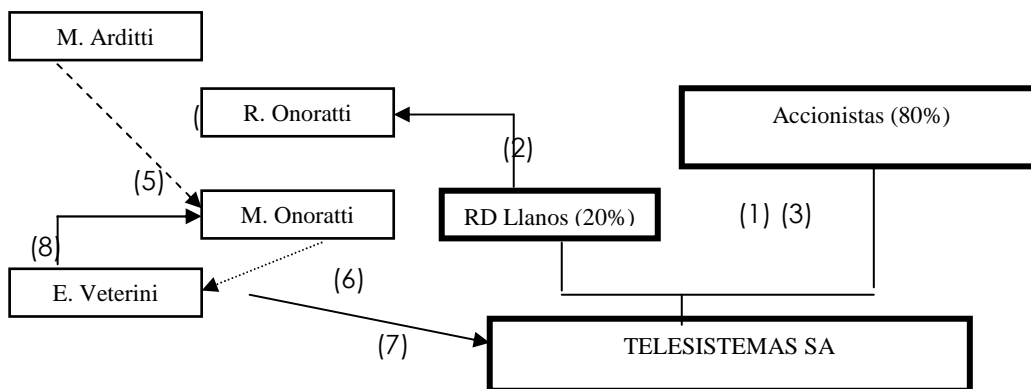 M. Arditti
(
R. Onoratti
Accionistas (80%)
(2)
(5)
M. Onoratti
RD Llanos (20%)
(1) (3)
(8)
E. Veterini
(6)
(7)
TELESISTEMAS SA